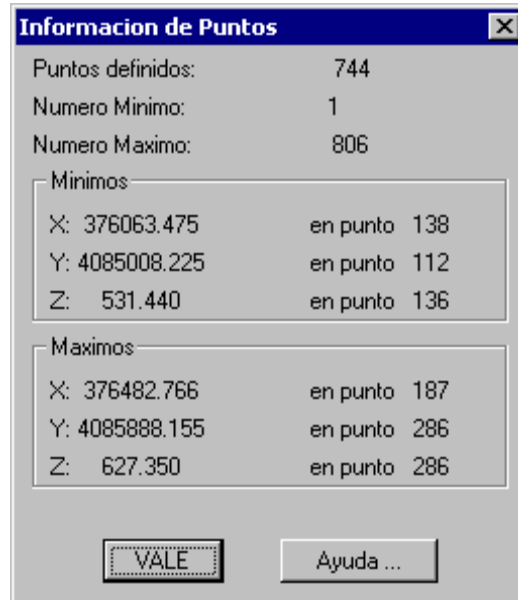 Informacion de Puntos
Puntos definidos: 744
Numero Minimo: 1
Numero Maximo: 806
Minimos
X: 376063.475 en punto 138
Y: 4085008.225 en punto 112
Z: 531.440 en punto 136
Maximos
X: 376482.766 en punto 187
Y: 4085888.155 en punto 286
Z: 627.350 en punto 286
VALE Ayuda ...